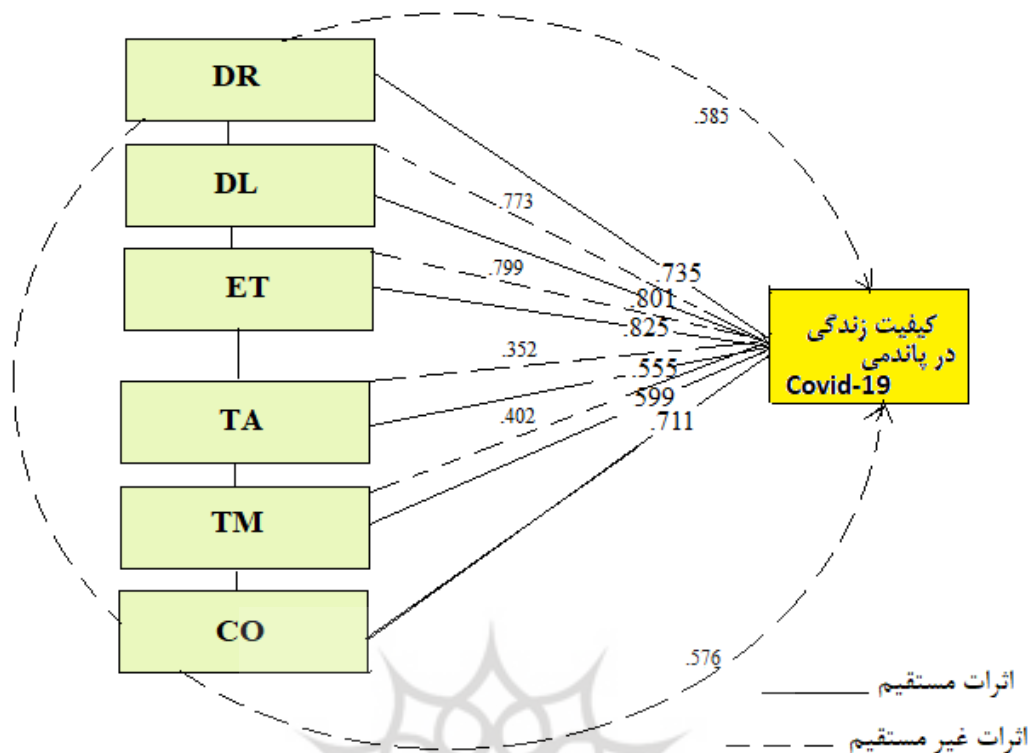 DR
.585
DL
.773
ET
.799
.735
.801
.825
کیفیت زندگی
در پاندمی
Covid-19
.352
.555
TA
.402
.599
.711
TM
CO
.576
اثرات مستقیم
اثرات غیر مستقیم